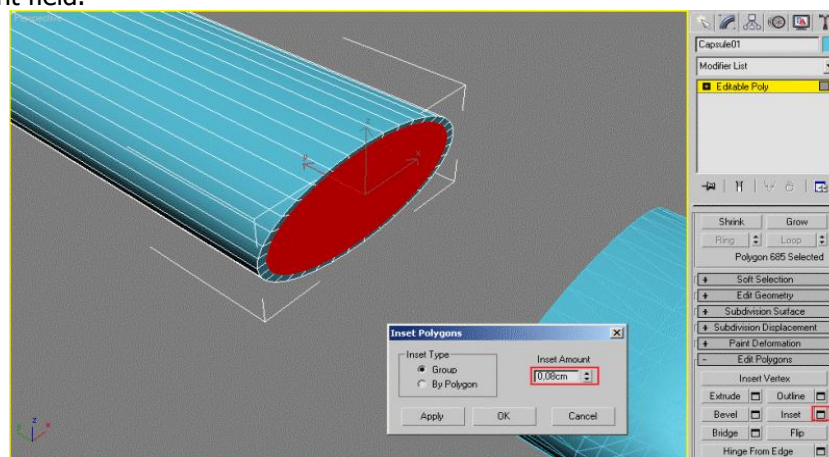 nt field.
Perspective
Capsule01
Modifier List
Editable Poly
Shrink
Grow
Ring
Loop
Polygon 685 Selected
+ Soft Selection
+ Edit Geometry
+ Subdivision Surface
+ Subdivision Displacement
+ Paint Deformation
- Edit Polygons
Insert Vertex
Extrude
Outline
Bevel
Inset
Bridge
Flip
Hinge From Edge
Inset Polygons
Inset Type
Group
By Polygon
Inset Amount
0,08cm
Apply
OK
Cancel
z
y
x
z
x